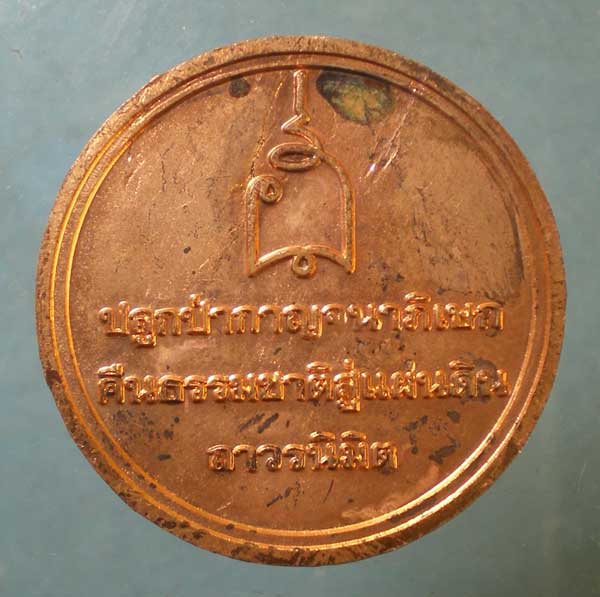 ปลูกป่ากาญจนาภิเษก
คืนธรรมชาติสู่แผ่นดิน
ถาวรนิมิต